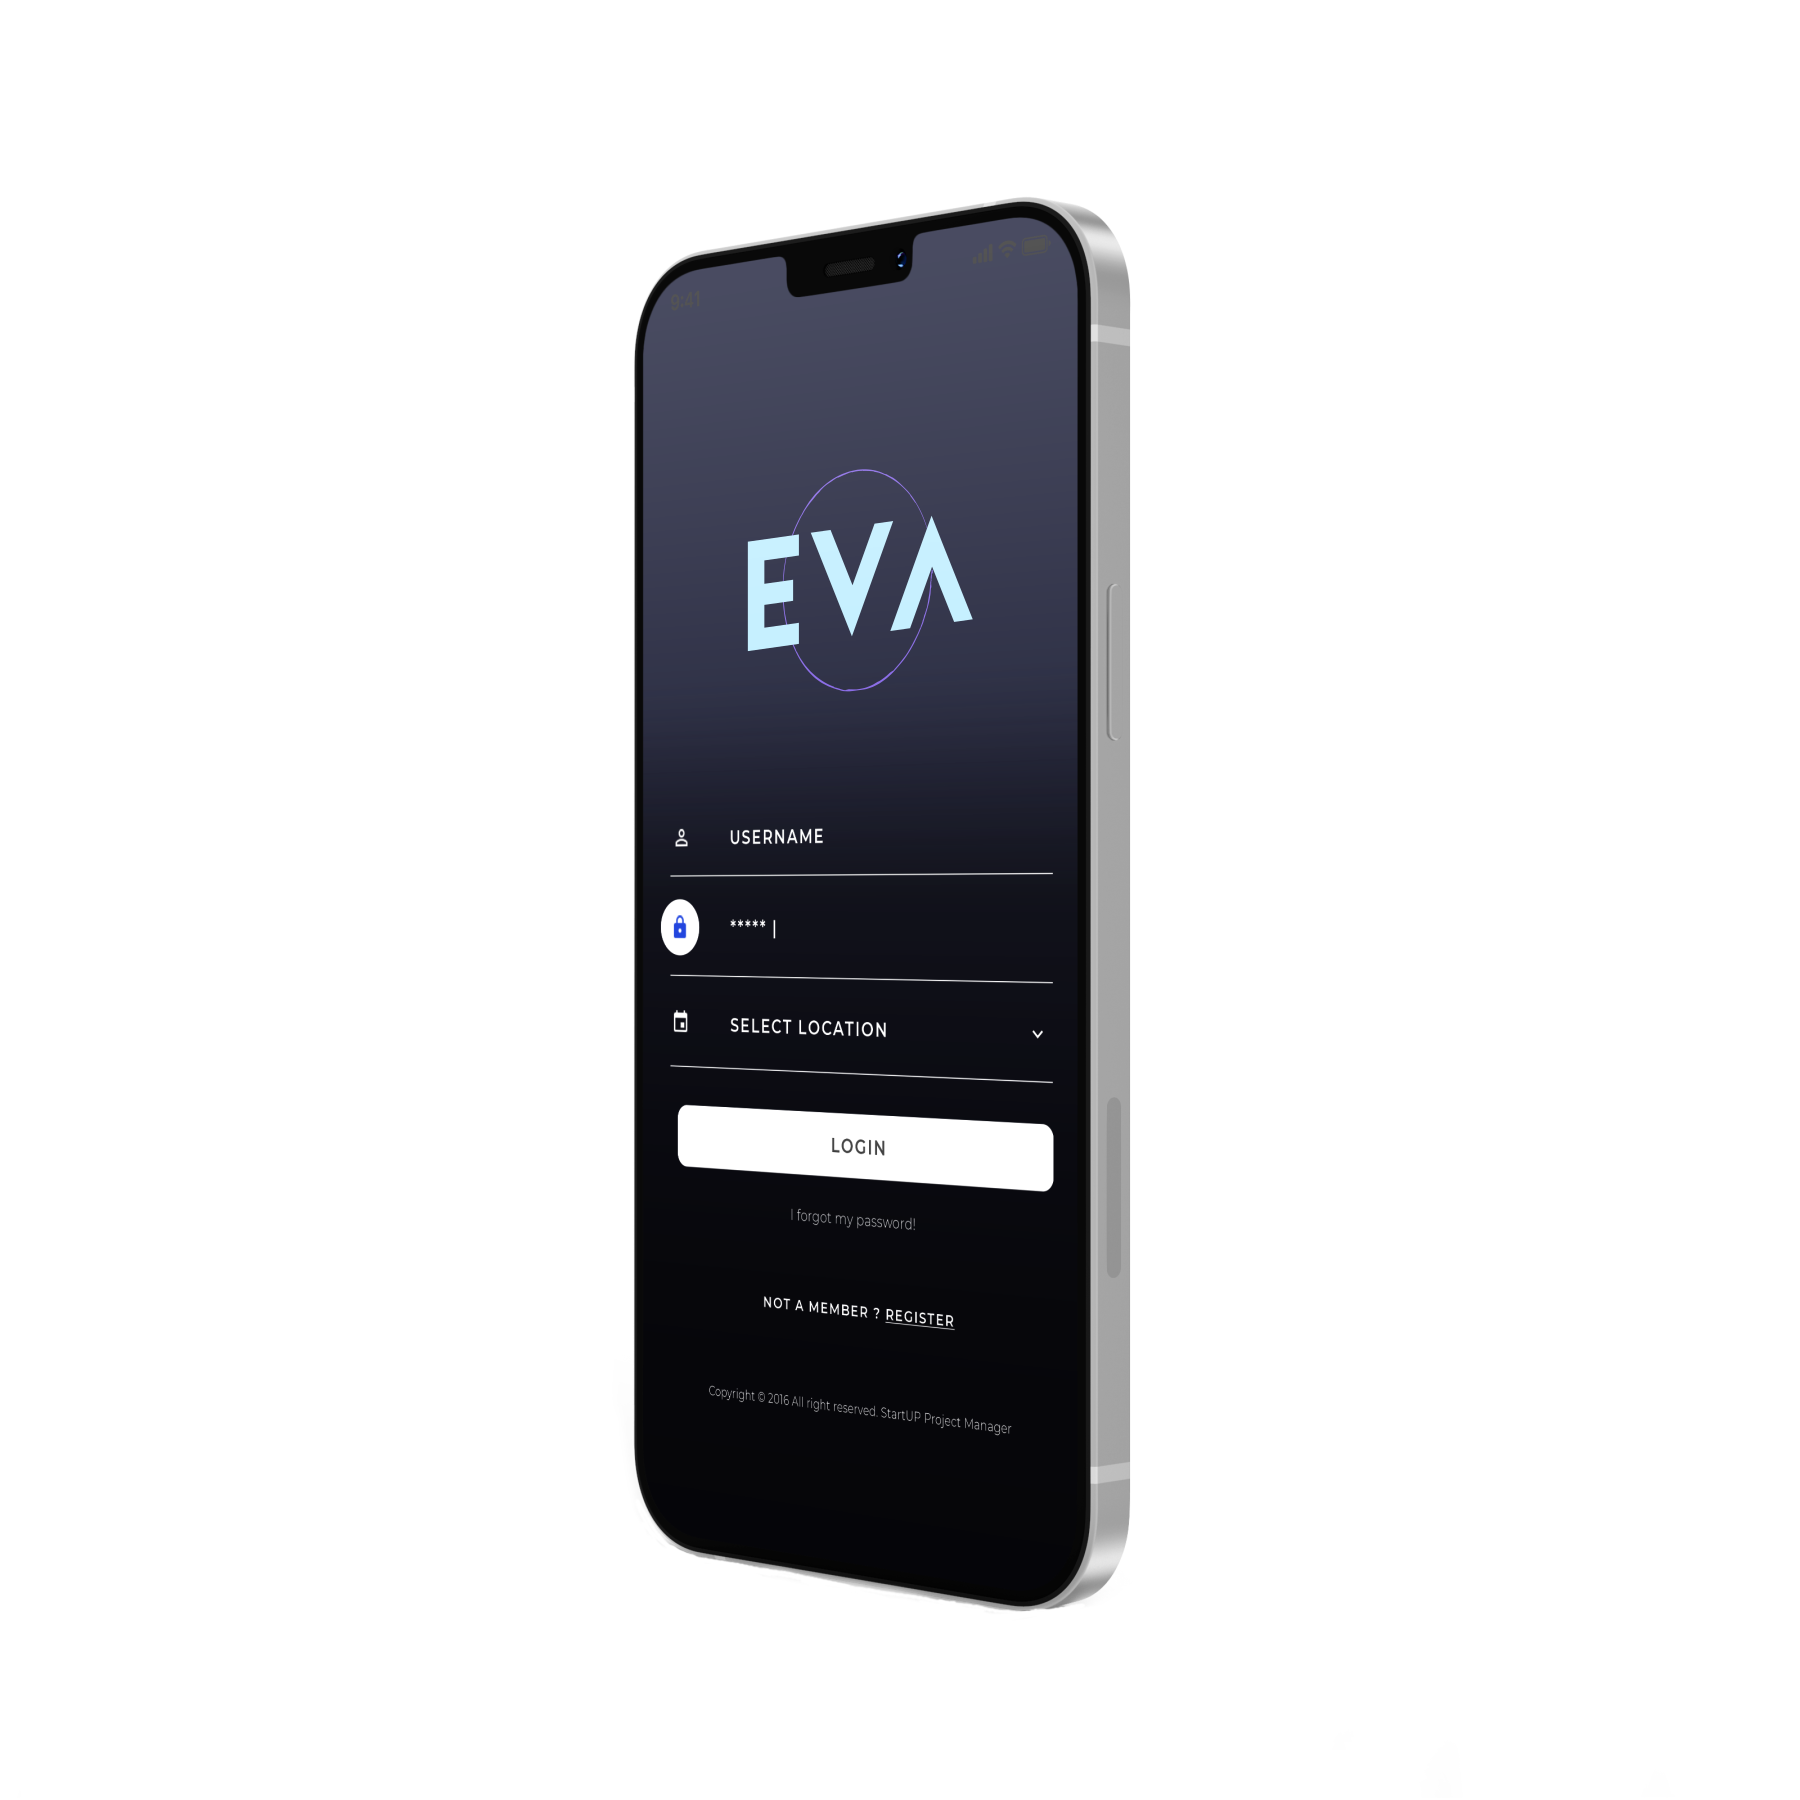 9:41
EVA
USERNAME
***** |
SELECT LOCATION
LOGIN
I forgot my password!
NOT A MEMBER ? REGISTER
Copyright © 2016 All right reserved. StartUP Project Manager